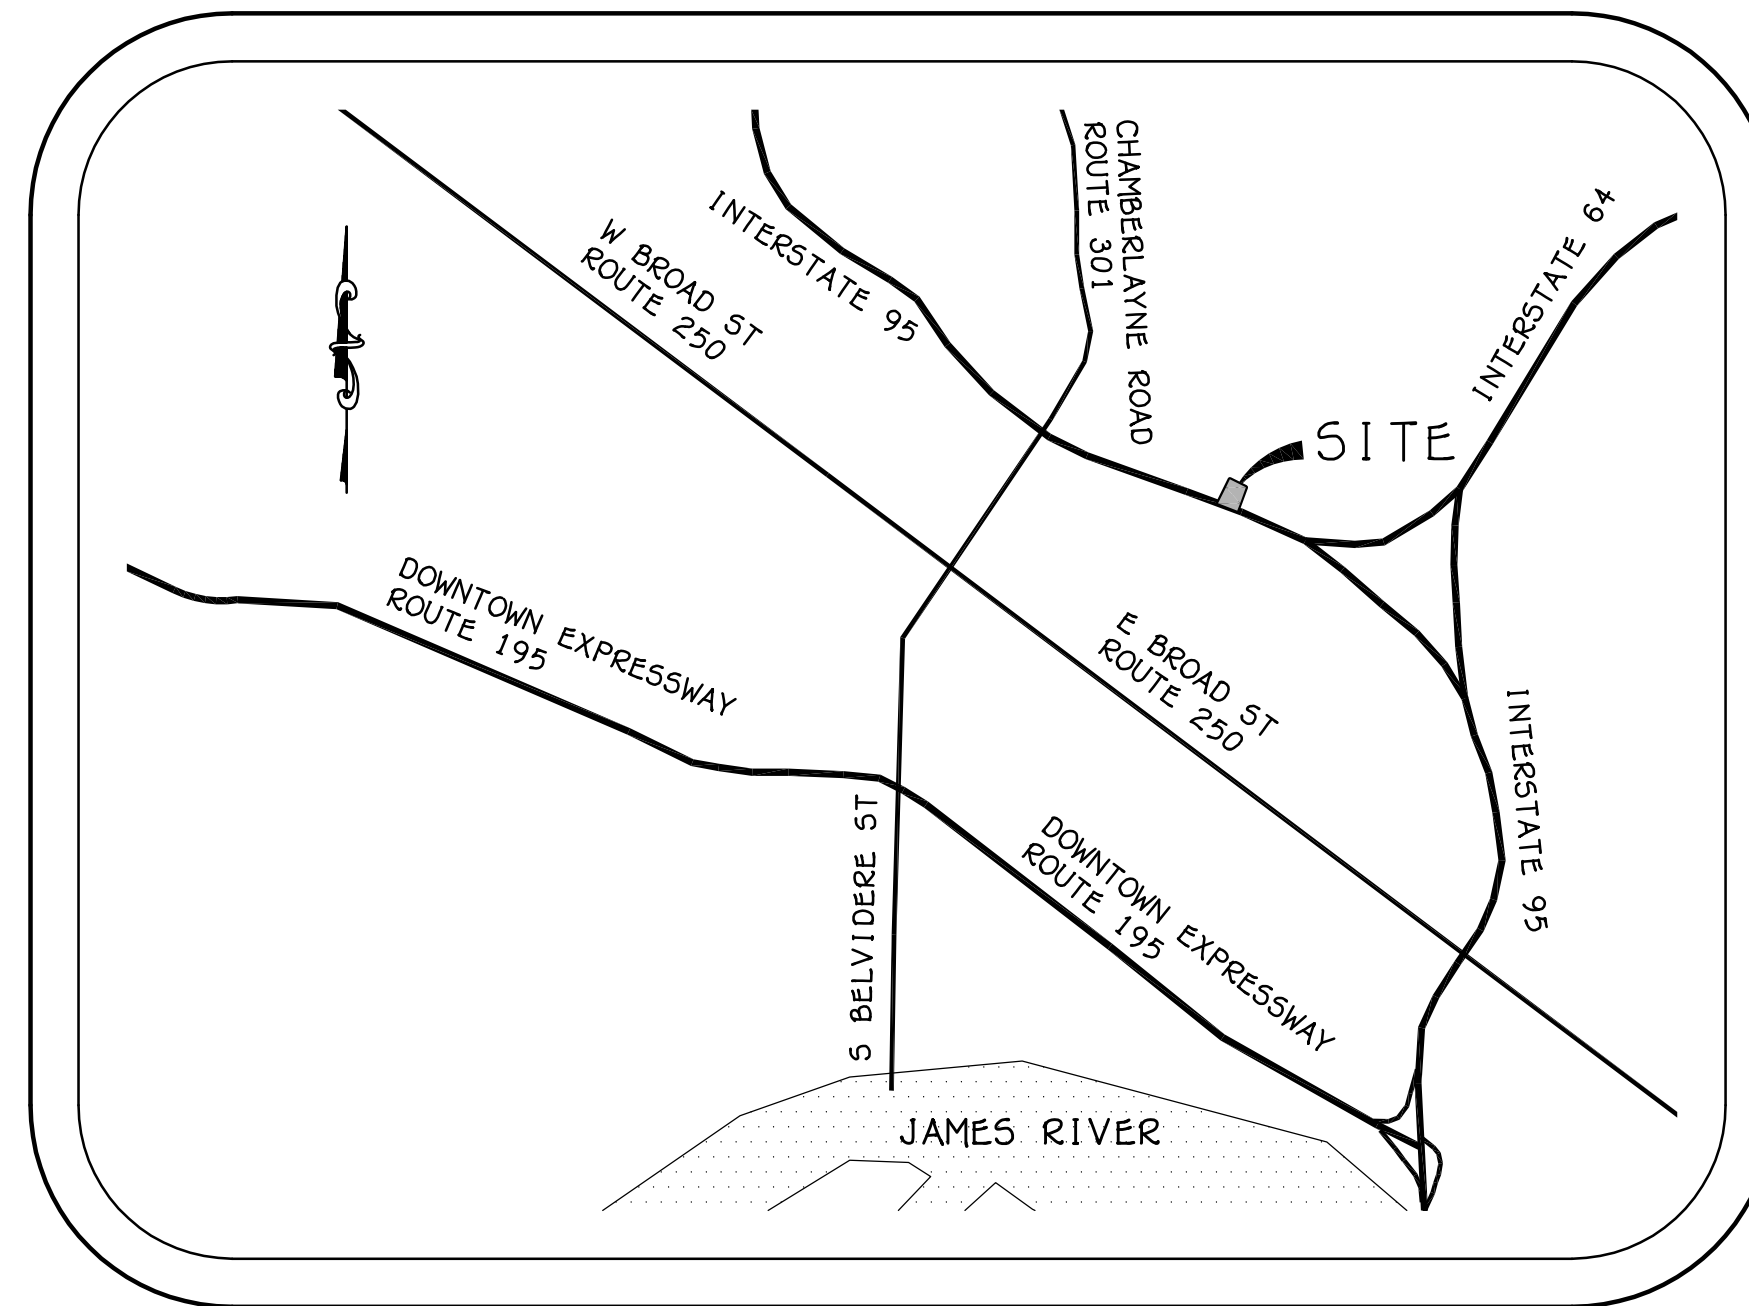 CHAMBERLAYNE ROAD
ROUTE 301
INTERSTATE 95
INTERSTATE 64
W BROAD ST
ROUTE 250
SITE
DOWNTOWN EXPRESSWAY
ROUTE 195
E BROAD ST
ROUTE 250
INTERSTATE 95
S BELVIDERE ST
DOWNTOWN EXPRESSWAY
ROUTE 195
JAMES RIVER